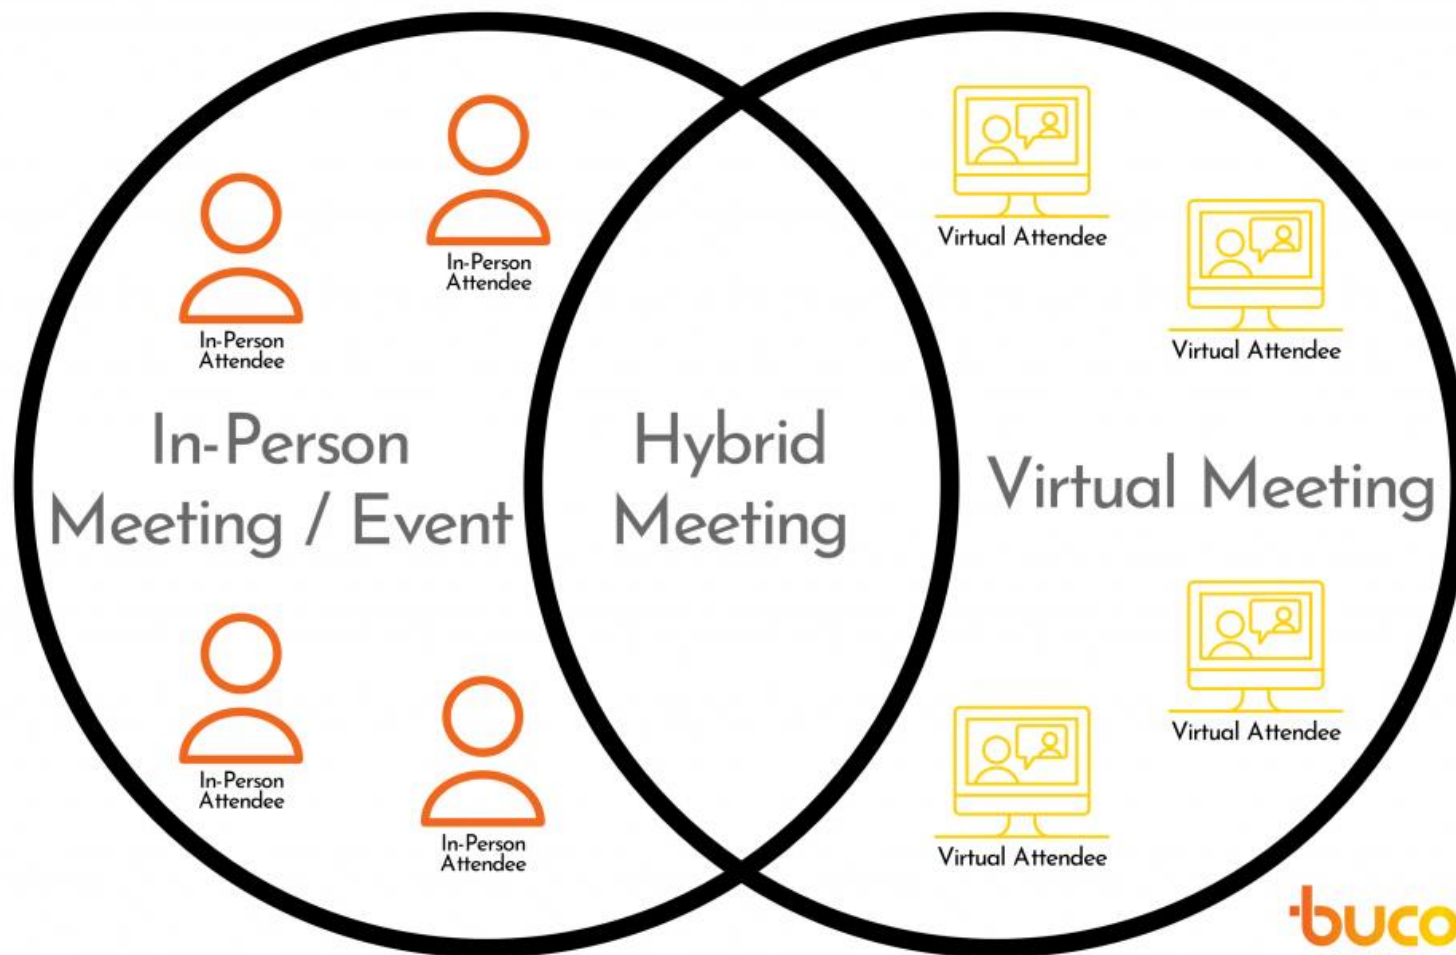 In-Person
Attendee
In-Person
Attendee
Virtual Attendee
Virtual Attendee
In-Person
Meeting / Event
Hybrid
Meeting
Virtual Meeting
In-Person
Attendee
In-Person
Attendee
Virtual Attendee
Virtual Attendee
buco